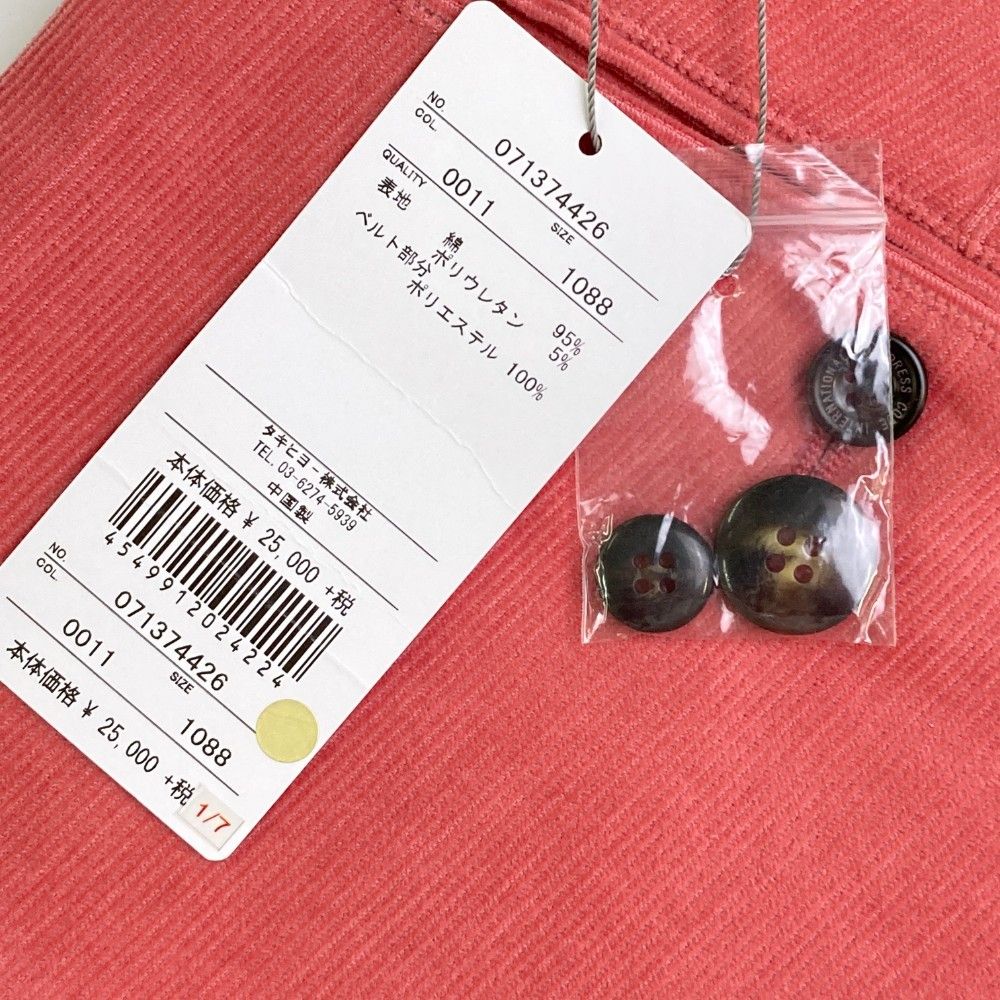 NO. 071374426
COL. 0011 SIZE 1088
QUALITY
表地
綿 95%
ポリウレタン 5%
ベルト部分
ポリエステル 100%
タキヒヨー株式会社
TEL. 03-6274-5939
中国製
本体価格 ¥ 25,000 +税
4549912024224
NO. 071374426
COL. 0011 SIZE 1088
本体価格 ¥ 25,000 +税
1/7